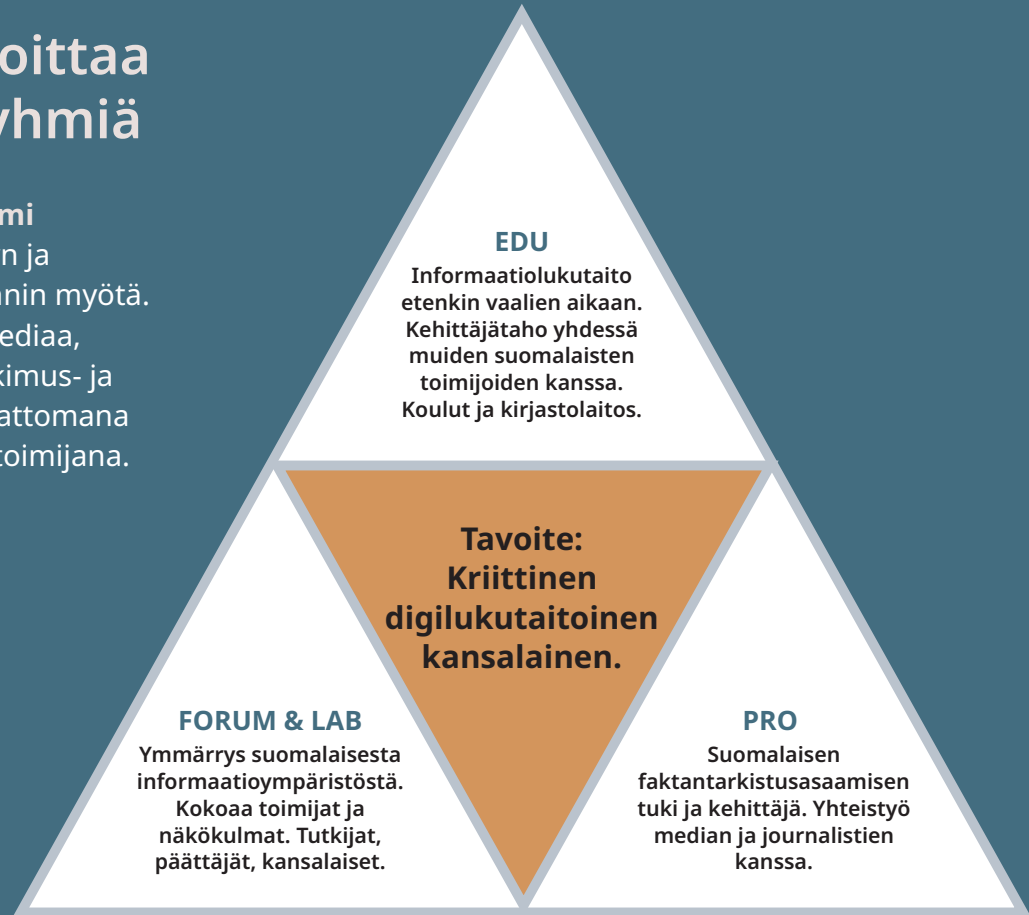 oittaa
yhmiä
mi
n ja
nnin myötä.
ediaa,
kimus- ja
attomana
toimijana.
EDU
Informaatiolukutaito
etenkin vaalien aikaan.
Kehittäjätaho yhdessä
muiden suomalaisten
toimijoiden kanssa.
Koulut ja kirjastolaitos.
Tavoite:
Kriittinen
digilukutaitoinen
kansalainen.
FORUM & LAB
Ymmärrys suomalaisesta
informaatioympäristöstä.
Kokoaa toimijat ja
näkökulmat. Tutkijat,
päättäjät, kansalaiset.
PRO
Suomalaisen
faktantarkistusasaamisen
tuki ja kehittäjä. Yhteistyö
median ja journalistien
kanssa.